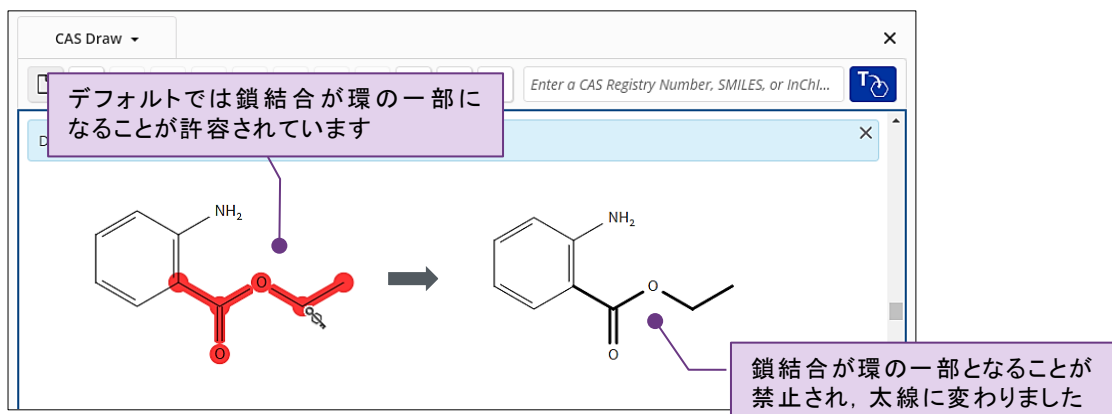 CAS Draw
Enter a CAS Registry Number, SMILES, or InChI...
T
デフォルトでは鎖結合が環の一部に
なることが許容されています
D
NH₂
O
O
NH₂
O
O
鎖結合が環の一部となることが
禁止され，太線に変わりました